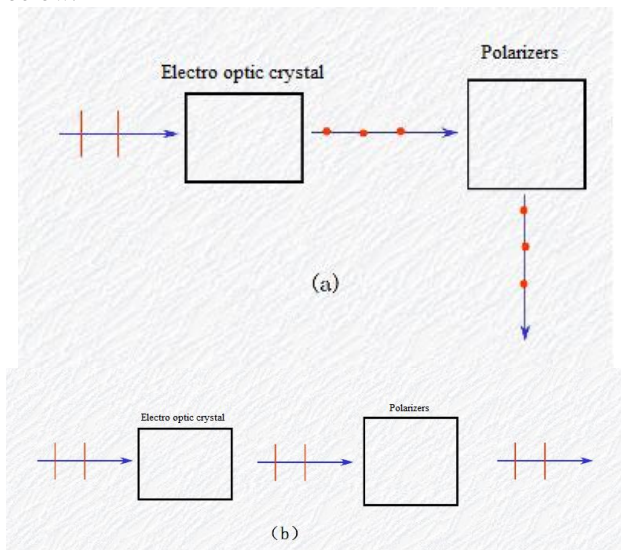 Polarizers
Electro optic crystal
(a)
Polarizers
Electro optic crystal
(b)